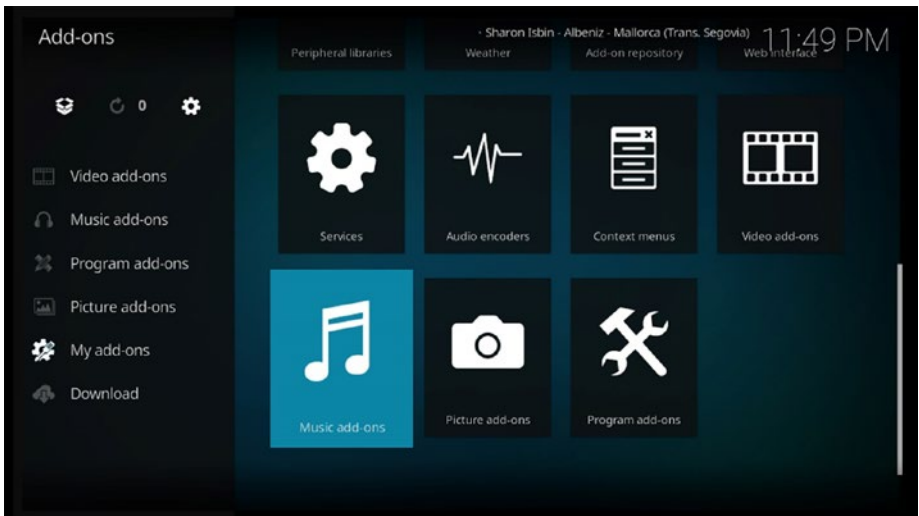 Add-ons
- Sharon Isbin - Albeniz - Mallorca (Trans. Segovia)
11:49 PM
Peripheral libraries
Weather
Add-on repository
Web interface
0
Video add-ons
Music add-ons
Program add-ons
Picture add-ons
My add-ons
Download
Services
Audio encoders
Context menus
Video add-ons
Music add-ons
Picture add-ons
Program add-ons